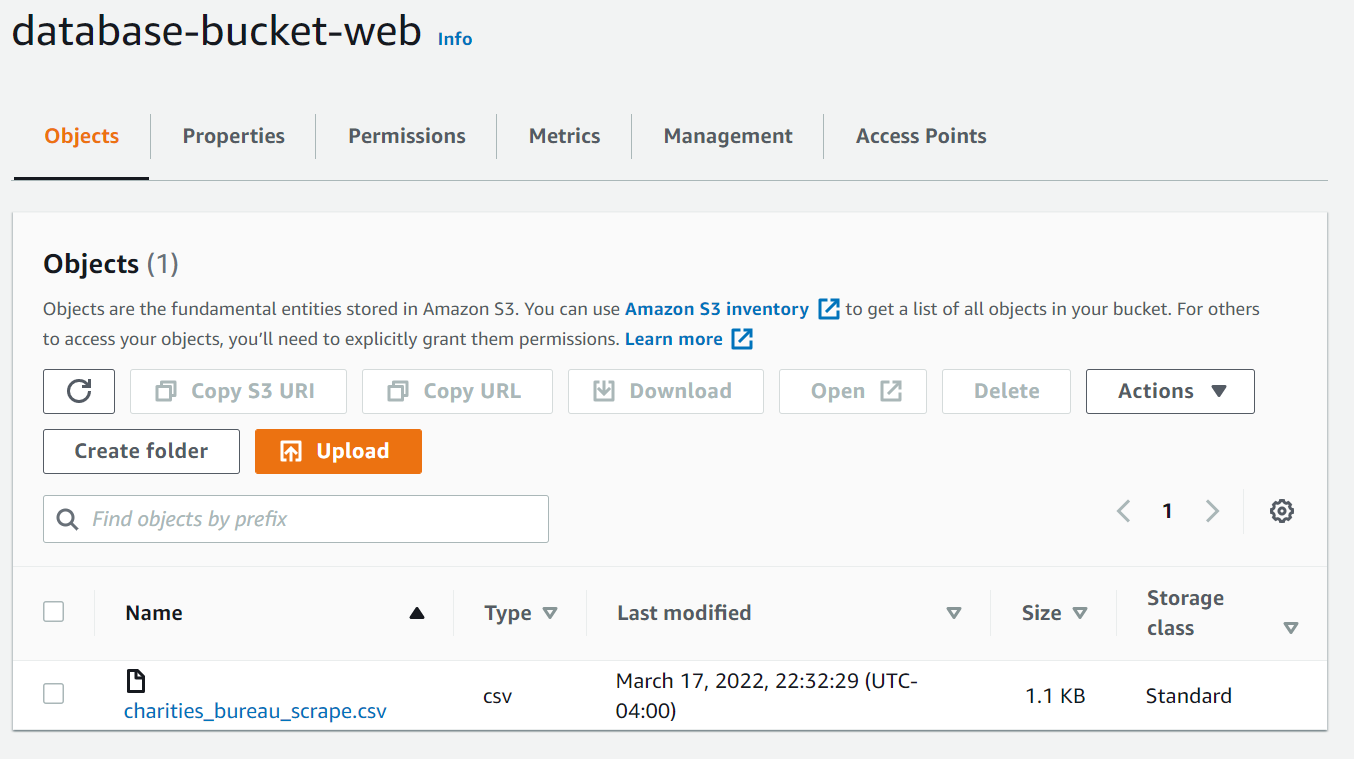 database-bucket-web Info
Objects Properties Permissions Metrics Management Access Points
Objects (1)
Objects are the fundamental entities stored in Amazon S3. You can use Amazon S3 inventory to get a list of all objects in your bucket. For others
to access your objects, you’ll need to explicitly grant them permissions. Learn more
Copy S3 URI Copy URL Download Open Delete Actions
Create folder Upload
Find objects by prefix 1
Name Type Last modified Size Storage class
charities_bureau_scrape.csv csv March 17, 2022, 22:32:29 (UTC-04:00) 1.1 KB Standard